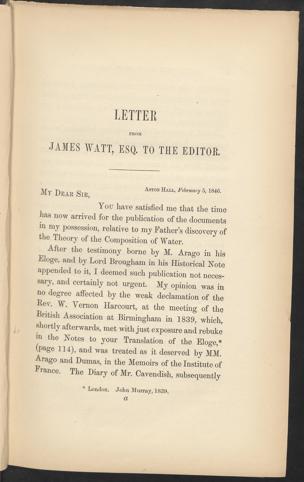 LETTER
FROM
JAMES WATT, ESQ. TO THE EDITOR.
ASTON HALL, February 5, 1846.
MY DEAR SIR,
YOU have satisfied me that the time
has now arrived for the publication of the documents
in my possession, relative to my Father's discovery of
the Theory of the Composition of Water.
After the testimony borne by M. Arago in his
Eloge, and by Lord Brougham in his Historical Note
appended to it, I deemed such publication not neces-
sary, and certainly not urgent. My opinion was in
no degree affected by the weak declamation of the
Rev. W. Vernon Harcourt, at the meeting of the
British Association at Birmingham in 1839, which,
shortly afterwards, met with just exposure and rebuke
in the Notes to your Translation of the Eloge,*
(page 114), and was treated as it deserved by MM.
Arago and Dumas, in the Memoirs of the Institute of
France. The Diary of Mr. Cavendish, subsequently
* London. John Murray, 1839.
a